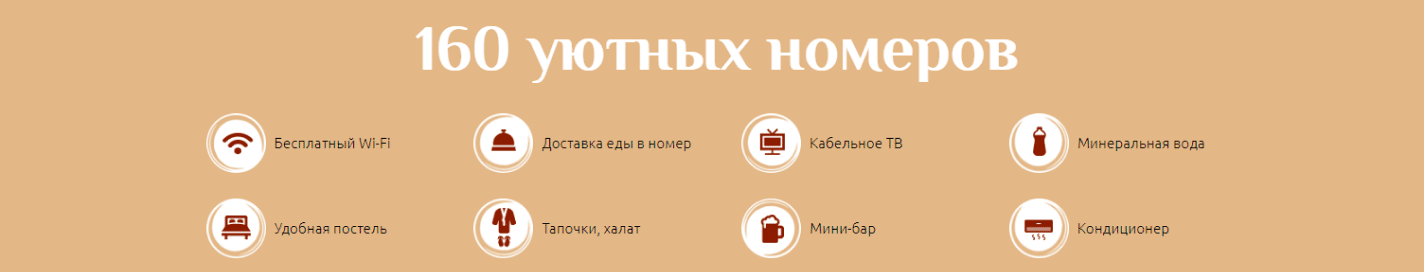 160 уютных номеров
Бесплатный Wi-Fi
Доставка еды в номер
Кабельное ТВ
Минеральная вода
Удобная постель
Тапочки, халат
Мини-бар
Кондиционер